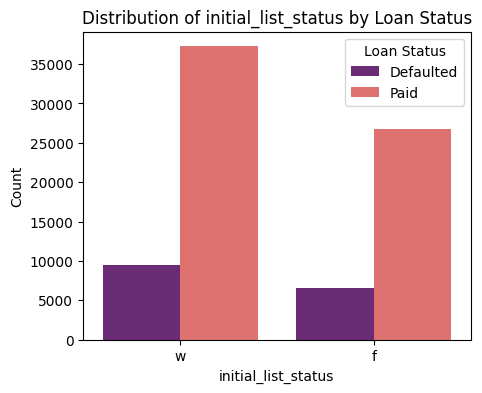 Distribution of initial_list_status by Loan Status
Loan Status
Defaulted
Paid
Count
35000
30000
25000
20000
15000
10000
5000
0
w
f
initial_list_status